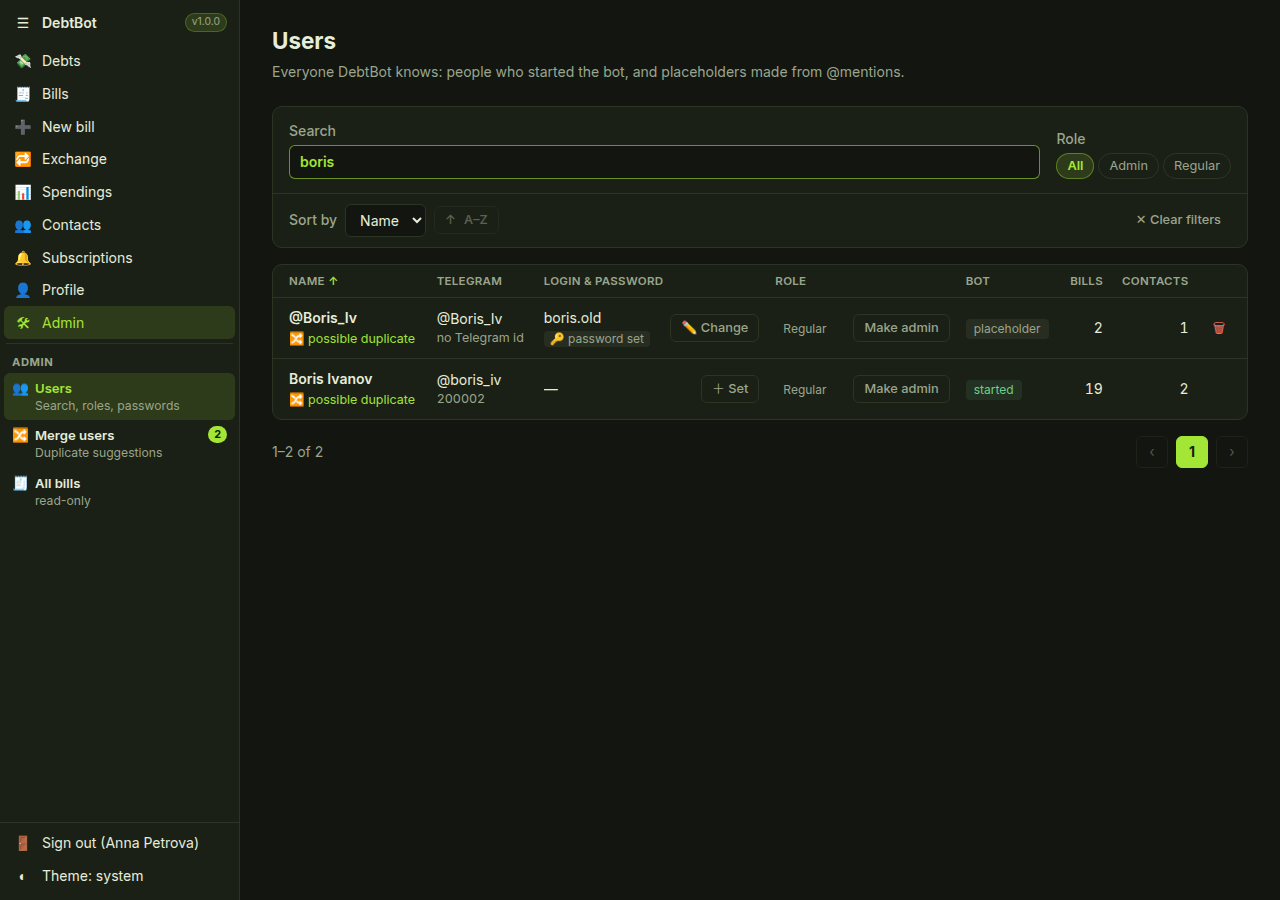 ☰ DebtBot v1.0.0
💸 Debts
🧾 Bills
➕ New bill
🔁 Exchange
📊 Spendings
👥 Contacts
🔔 Subscriptions
👤 Profile
🛠 Admin
ADMIN
👥 Users
Search, roles, passwords
🔀 Merge users 2
Duplicate suggestions
🧾 All bills
read-only
🚪 Sign out (Anna Petrova)
Theme: system
Users
Everyone DebtBot knows: people who started the bot, and placeholders made from @mentions.
Search
boris
Role
All Admin Regular
Sort by Name ↑ A–Z ✕ Clear filters
NAME ↑ TELEGRAM LOGIN & PASSWORD ROLE BOT BILLS CONTACTS
@Boris_Iv @Boris_Iv boris.old ✏️ Change Regular Make admin placeholder 2 1 🗑
🔀 possible duplicate no Telegram id 🔑 password set
Boris Ivanov @boris_iv — ＋ Set Regular Make admin started 19 2
🔀 possible duplicate 200002
1–2 of 2 ‹ 1 ›